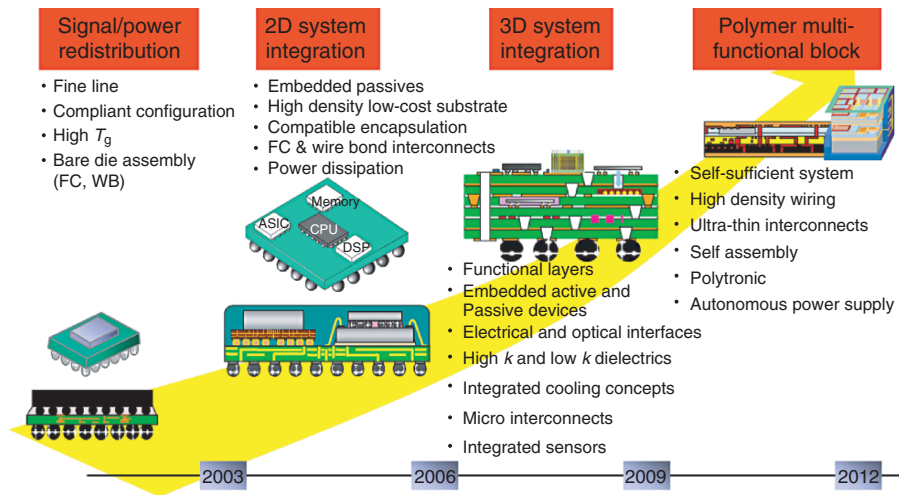 Signal/power
redistribution
• Fine line
• Compliant configuration
• High Tg
• Bare die assembly
(FC, WB)
2D system
integration
• Embedded passives
• High density low-cost substrate
• Compatible encapsulation
• FC & wire bond interconnects
• Power dissipation
Memory
ASIC
CPU
DSP
3D system
integration
• Functional layers
• Embedded active and
Passive devices
• Electrical and optical interfaces
• High k and low k dielectrics
• Integrated cooling concepts
• Micro interconnects
• Integrated sensors
Polymer multi-
functional block
• Self-sufficient system
• High density wiring
• Ultra-thin interconnects
• Self assembly
• Polytronic
• Autonomous power supply
2003
2006
2009
2012